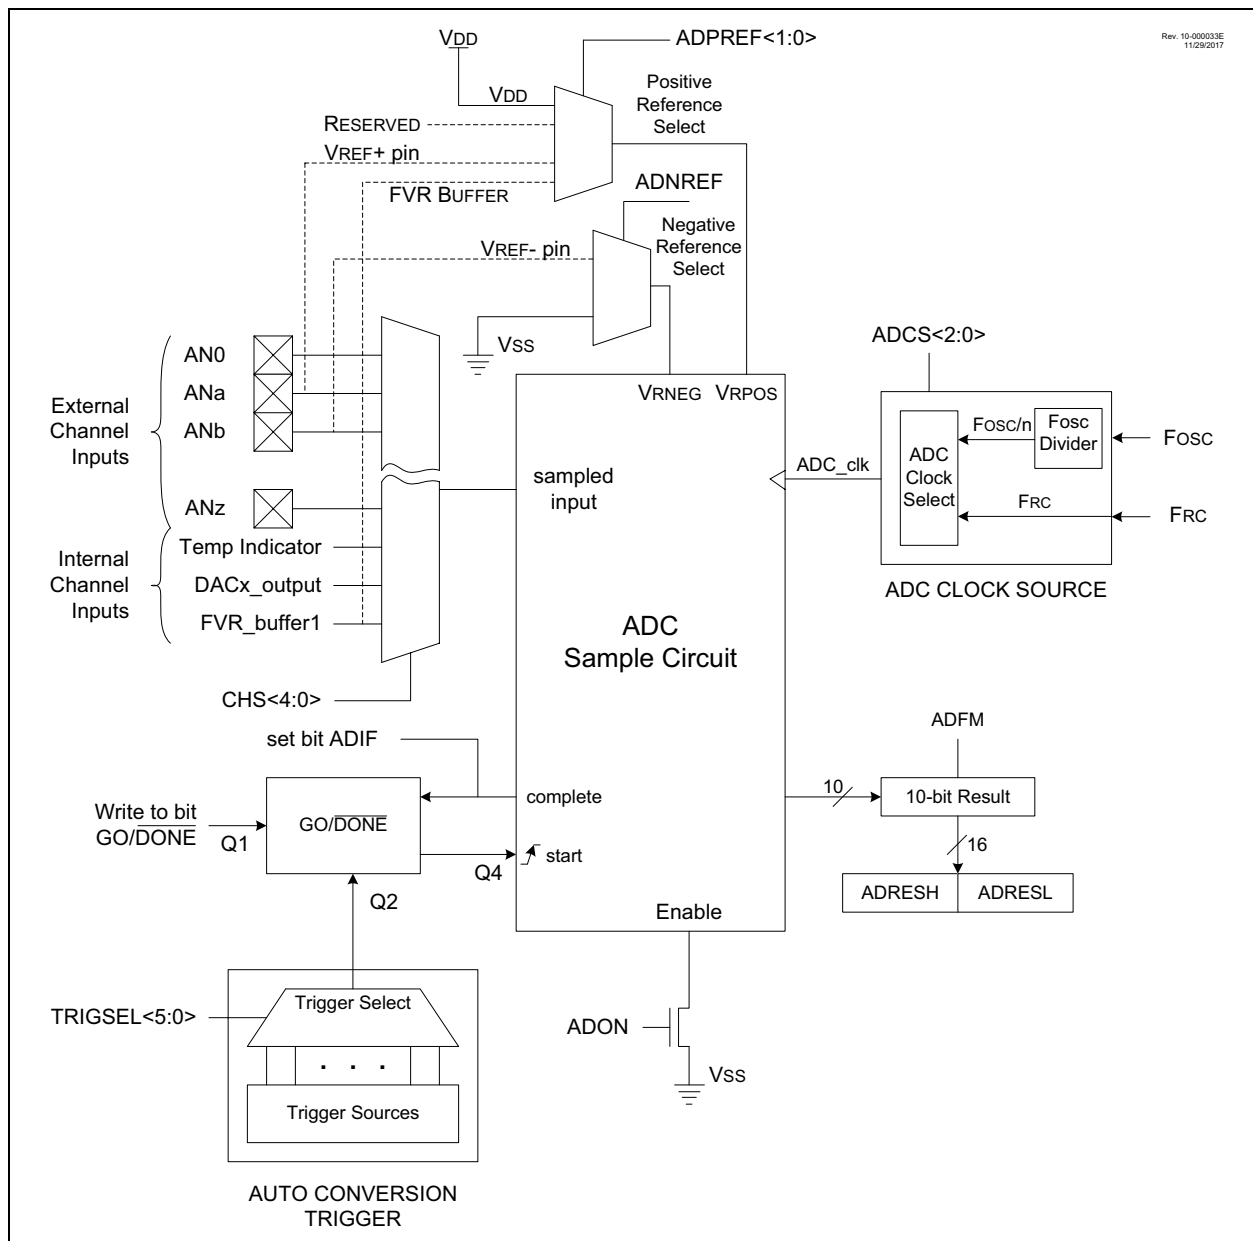 Rev. 10-000033E
11/29/2017
VDD
ADPREF<1:0>
VDD
Positive
Reference
Select
RESERVED
VREF+ pin
FVR BUFFER
ADNREF
VREF- pin
Negative
Reference
Select
VSS
External
Channel
Inputs
AN0
ANa
ANb
ANz
Internal
Channel
Inputs
Temp Indicator
DACx_output
FVR_buffer1
CHS<4:0>
VRNEG VRPOS
sampled
input
ADC
Sample Circuit
ADCS<2:0>
ADC_clk
ADC
Clock
Select
FOSC/n
Fosc
Divider
FOSC
FRC
FRC
ADC CLOCK SOURCE
set bit ADIF
complete
Write to bit
GO/DONE
Q1
GO/DONE
Q4
start
Q2
Enable
ADFM
10
10-bit Result
16
ADRESH ADRESL
TRIGSEL<5:0>
Trigger Select
. . .
Trigger Sources
AUTO CONVERSION
TRIGGER
ADON
VSS